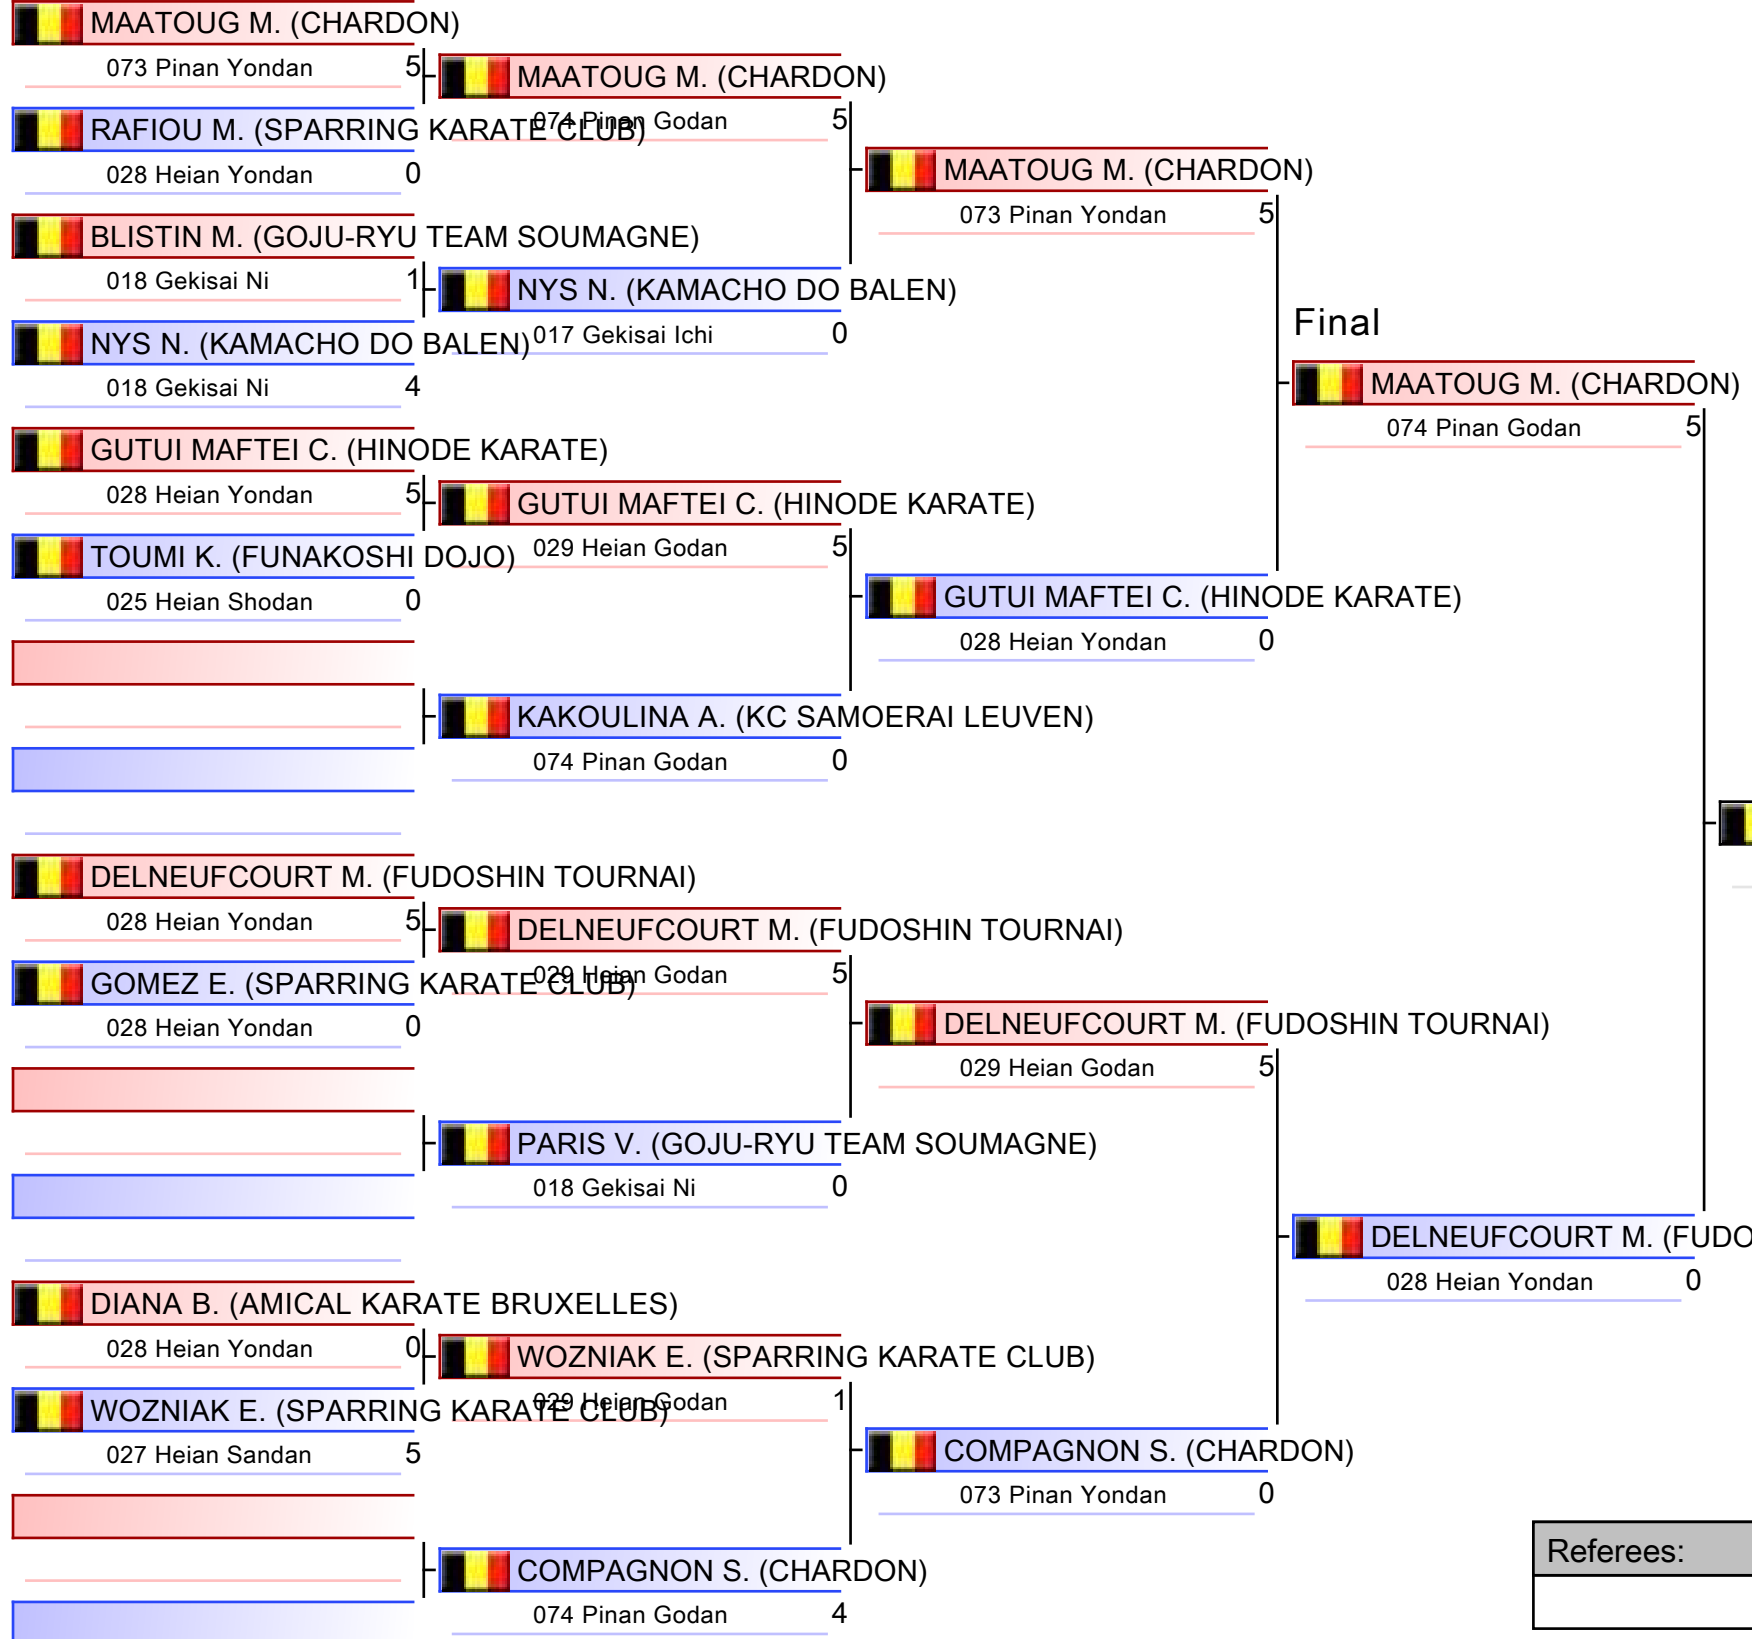 MAATOUG M. (CHARDON)
073 Pinan Yondan 5
RAFIOU M. (SPARRING KARATE CLUB)
028 Heian Yondan 0
BLISTIN M. (GOJU-RYU TEAM SOUMAGNE)
018 Gekisai Ni 1
NYS N. (KAMACHO DO BALEN)
018 Gekisai Ni 4
GUTUI MAFTEI C. (HINODE KARATE)
028 Heian Yondan 5
TOUMI K. (FUNAKOSHI DOJO)
025 Heian Shodan 0
DELNEUFCOURT M. (FUDOSHIN TOURNAI)
028 Heian Yondan 5
GOMEZ E. (SPARRING KARATE CLUB)
028 Heian Yondan 0
DIANA B. (AMICAL KARATE BRUXELLES)
028 Heian Yondan 0
WOZNIAK E. (SPARRING KARATE CLUB)
027 Heian Sandan 5
MAATOUG M. (CHARDON)
074 Pinan Godan 5
NYS N. (KAMACHO DO BALEN)
017 Gekisai Ichi 0
GUTUI MAFTEI C. (HINODE KARATE)
029 Heian Godan 5
KAKOULINA A. (KC SAMOERAI LEUVEN)
074 Pinan Godan 0
DELNEUFCOURT M. (FUDOSHIN TOURNAI)
029 Heian Godan 5
PARIS V. (GOJU-RYU TEAM SOUMAGNE)
018 Gekisai Ni 0
WOZNIAK E. (SPARRING KARATE CLUB)
029 Heian Godan 1
COMPAGNON S. (CHARDON)
074 Pinan Godan 4
MAATOUG M. (CHARDON)
073 Pinan Yondan 5
GUTUI MAFTEI C. (HINODE KARATE)
028 Heian Yondan 0
DELNEUFCOURT M. (FUDOSHIN TOURNAI)
029 Heian Godan 5
COMPAGNON S. (CHARDON)
073 Pinan Yondan 0
Final
MAATOUG M. (CHARDON)
074 Pinan Godan 5
DELNEUFCOURT M. (FUDO
028 Heian Yondan 0
Referees: